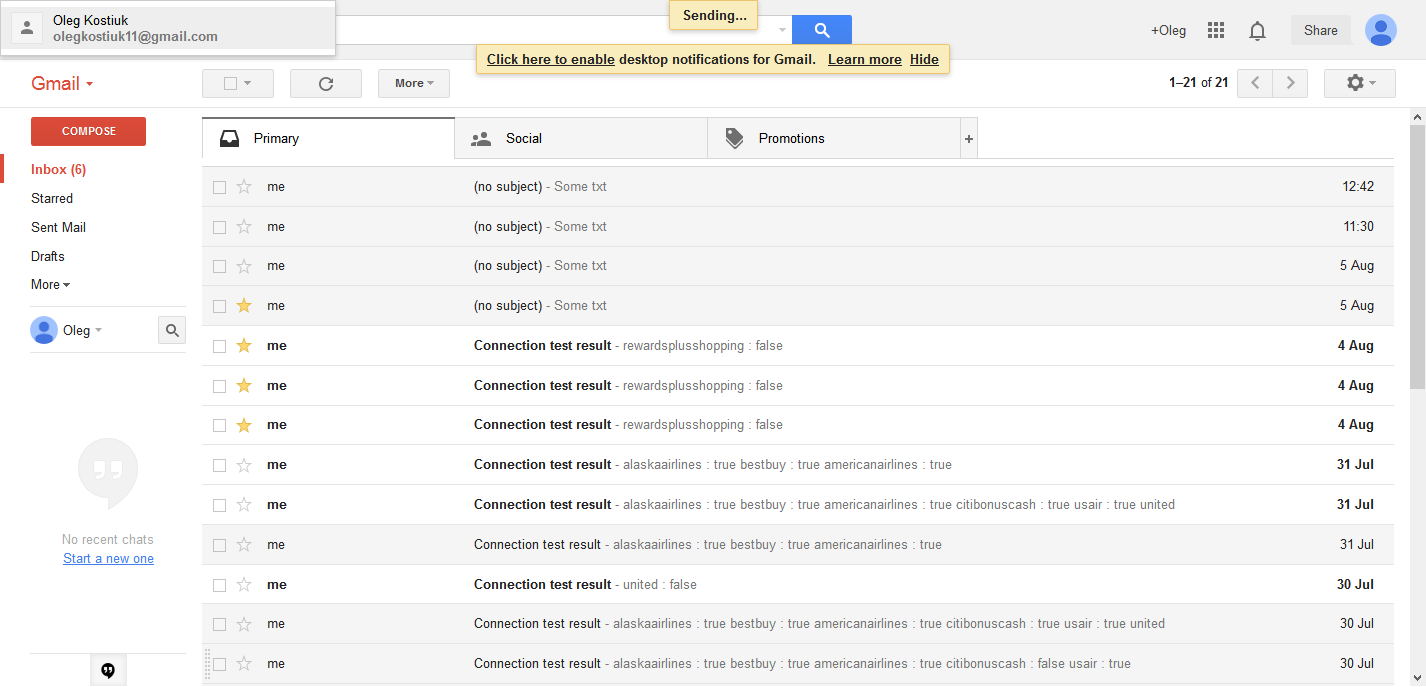 Oleg Kostiuk
olegkostiuk11@gmail.com
Sending...
+Oleg
Share
Click here to enable desktop notifications for Gmail. Learn more Hide
Gmail
More
1–21 of 21
COMPOSE
Inbox (6)
Starred
Sent Mail
Drafts
More
Oleg
No recent chats
Start a new one
Primary Social Promotions +
me (no subject) - Some txt 12:42
me (no subject) - Some txt 11:30
me (no subject) - Some txt 5 Aug
me (no subject) - Some txt 5 Aug
me Connection test result - rewardsplusshopping : false 4 Aug
me Connection test result - rewardsplusshopping : false 4 Aug
me Connection test result - rewardsplusshopping : false 4 Aug
me Connection test result - alaskaairlines : true bestbuy : true americanairlines : true 31 Jul
me Connection test result - alaskaairlines : true bestbuy : true americanairlines : true citibonuscash : true usair : true united 31 Jul
me Connection test result - alaskaairlines : true bestbuy : true americanairlines : true 31 Jul
me Connection test result - united : false 30 Jul
me Connection test result - alaskaairlines : true bestbuy : true americanairlines : true citibonuscash : true usair : true united 30 Jul
me Connection test result - alaskaairlines : true bestbuy : true americanairlines : true citibonuscash : false usair : true 30 Jul